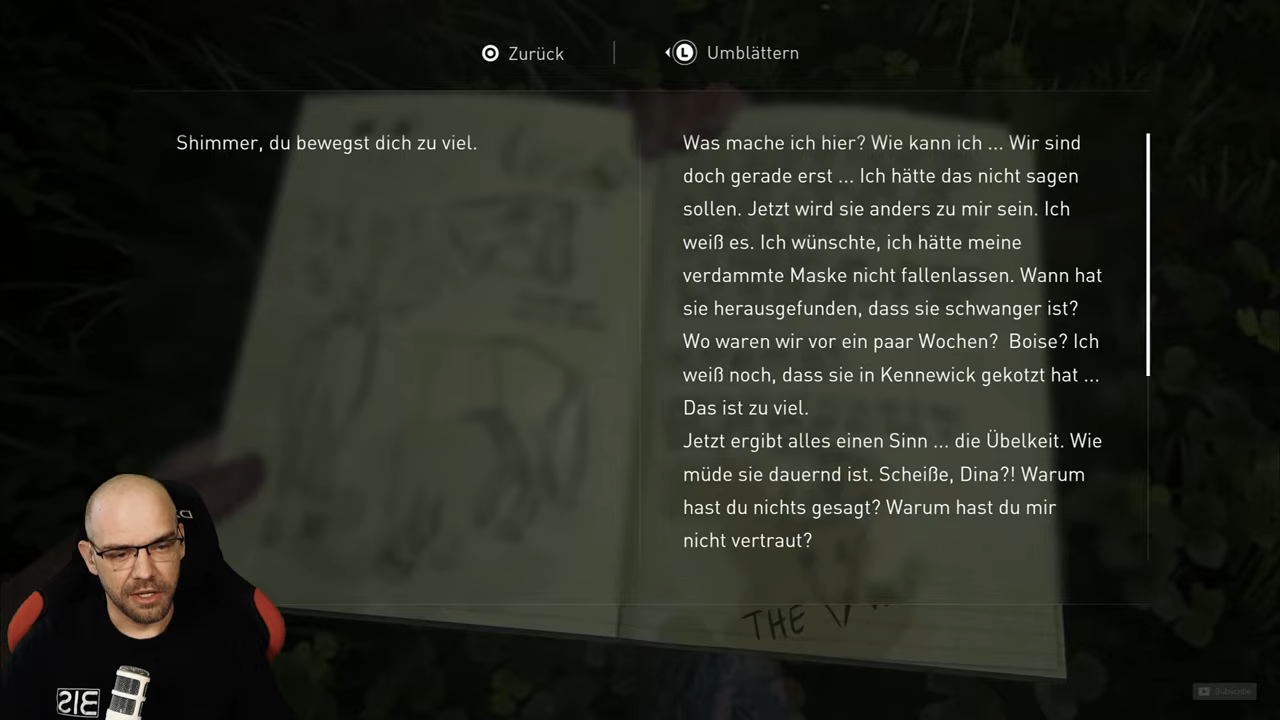 Zurück
Umblättern
Shimmer, du bewegst dich zu viel.
Was mache ich hier? Wie kann ich ... Wir sind
doch gerade erst ... Ich hätte das nicht sagen
sollen. Jetzt wird sie anders zu mir sein. Ich
weiß es. Ich wünschte, ich hätte meine
verdammte Maske nicht fallenlassen. Wann hat
sie herausgefunden, dass sie schwanger ist?
Wo waren wir vor ein paar Wochen?  Boise? Ich
weiß noch, dass sie in Kennewick gekotzt hat ...
Das ist zu viel.
Jetzt ergibt alles einen Sinn ... die Übelkeit. Wie
müde sie dauernd ist. Scheiße, Dina?! Warum
hast du nichts gesagt? Warum hast du mir
nicht vertraut?
THE
Subscribe